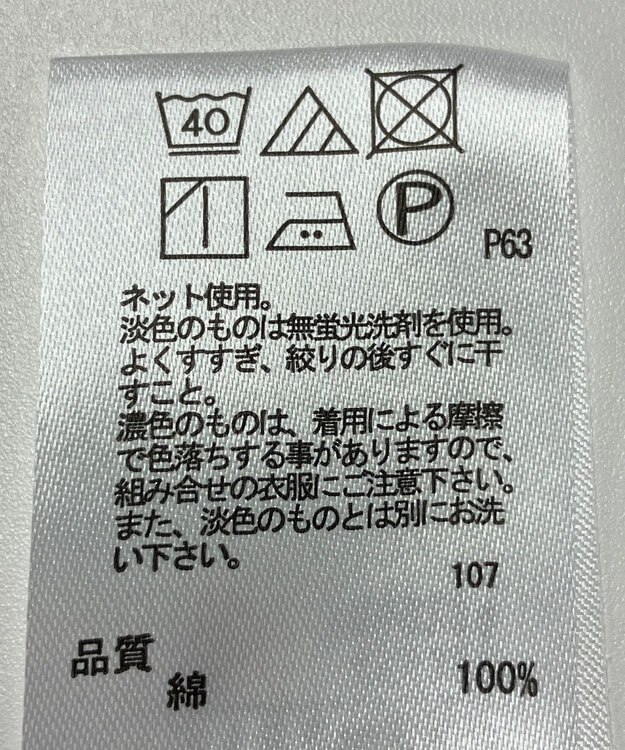 40
P
P63
ネット使用。
淡色のものは無蛍光洗剤を使用。
よくすすぎ、絞りの後すぐに干
すこと。
濃色のものは、着用による摩擦
で色落ちする事がありますので、
組み合せの衣服にご注意下さい。
また、淡色のものとは別にお洗
い下さい。
107
品質
綿 100%